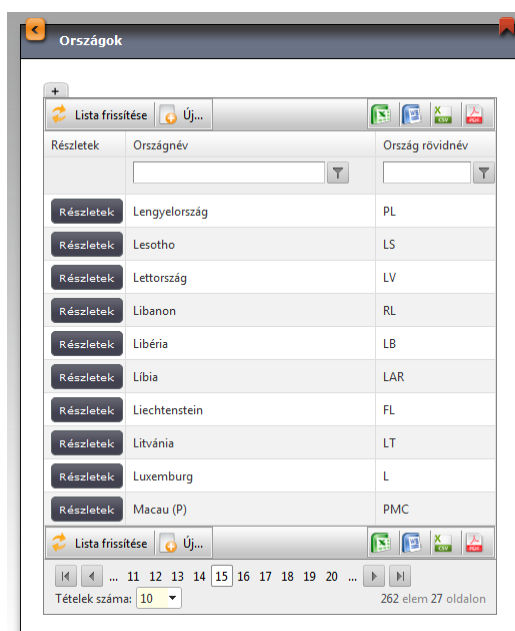 Országok
+
Lista frissítése Új...
Részletek Országnév Ország rövidnév
Részletek Lengyelország PL
Részletek Lesotho LS
Részletek Lettország LV
Részletek Libanon RL
Részletek Libéria LB
Részletek Líbia LAR
Részletek Liechtenstein FL
Részletek Litvánia LT
Részletek Luxemburg L
Részletek Macau (P) PMC
Lista frissítése Új... 
... 11 12 13 14 15 16 17 18 19 20 ...
Tételek száma: 10 262 elem 27 oldalon